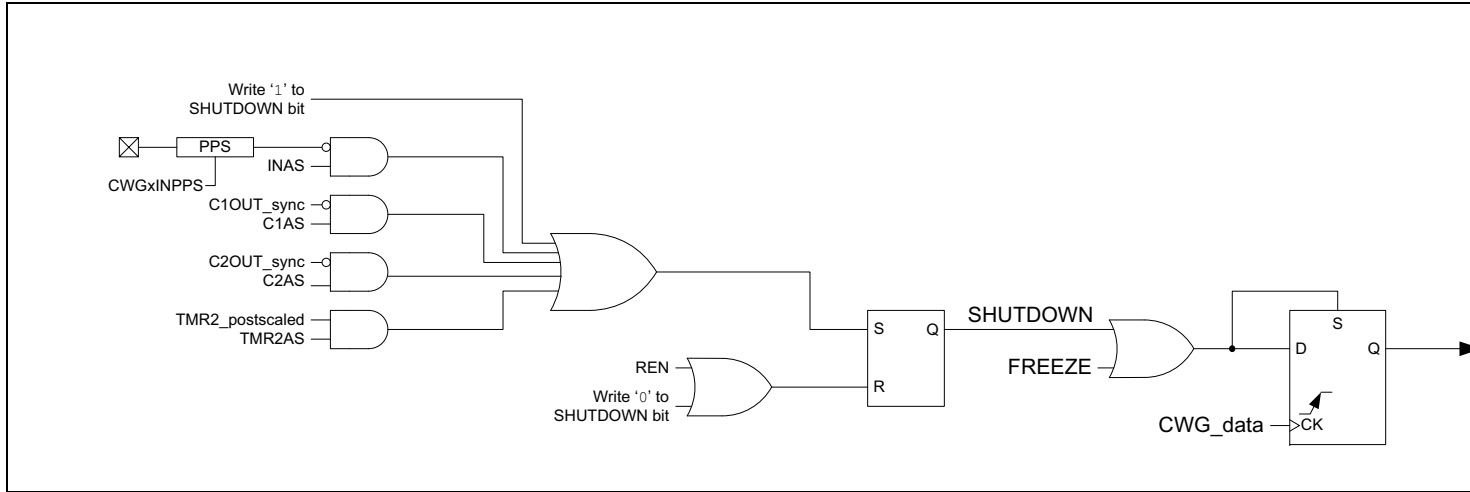 Write ‘1’ to
SHUTDOWN bit
PPS
INAS
CWGxINPPS
C1OUT_sync
C1AS
C2OUT_sync
C2AS
TMR2_postscaled
TMR2AS
REN
Write ‘0’ to
SHUTDOWN bit
S
Q
R
SHUTDOWN
FREEZE
S
D
Q
CWG_data
CK